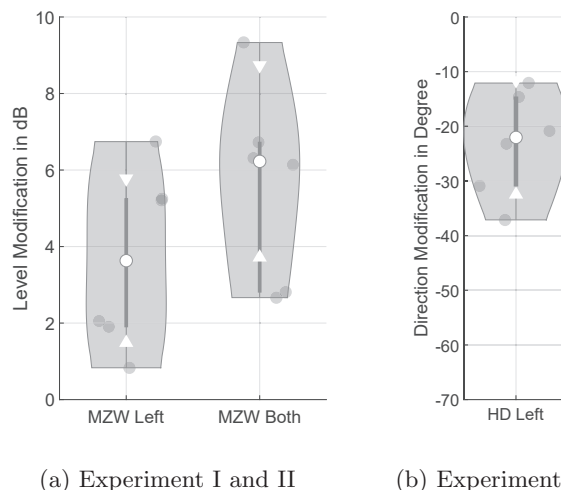 10
8
6
4
2
0
Level Modification in dB
MZW Left
MZW Both
(a) Experiment I and II
0
-10
-20
-30
-40
-50
-60
-70
Direction Modification in Degree
HD Left
(b) Experiment